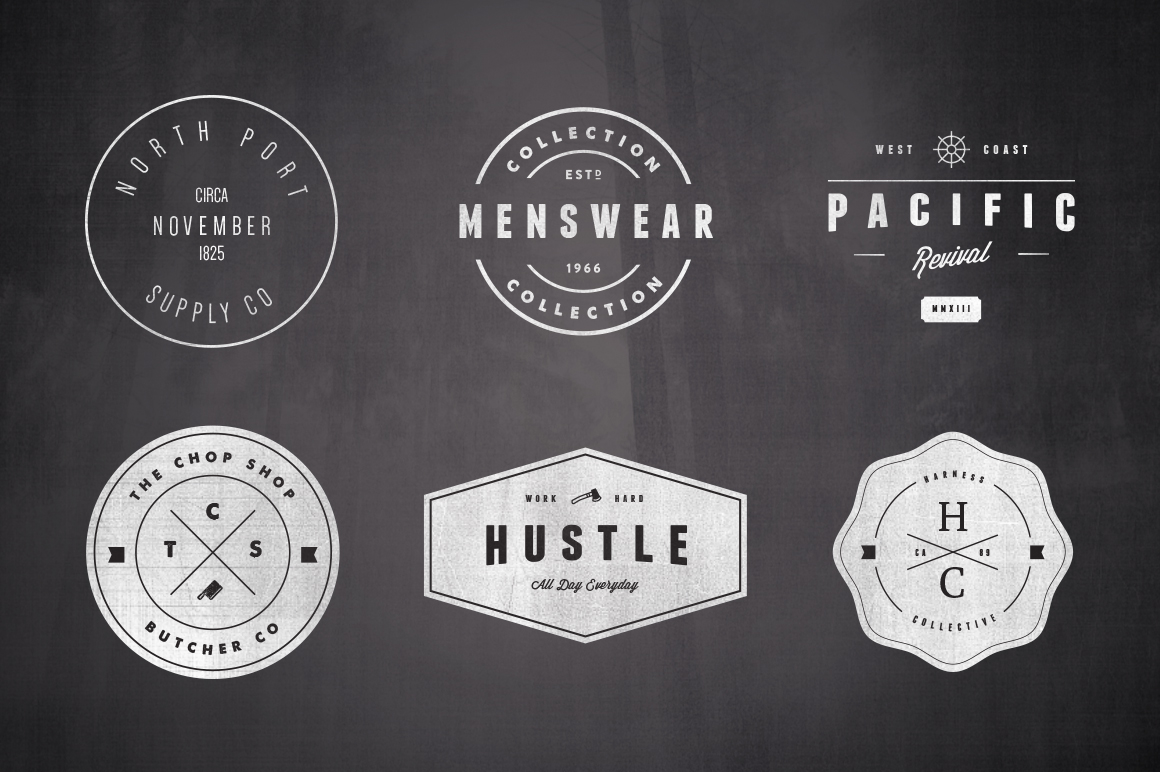 NORTH PORT
CIRCA
NOVEMBER
1825
SUPPLY CO
COLLECTION
ESTD
MENSWEAR
1966
COLLECTION
WEST COAST
PACIFIC
Revival
MMXIII
THE CHOP SHOP
C
T S
BUTCHER CO
WORK HARD
HUSTLE
All Day Everyday
HARNESS
H
CA 89
C
COLLECTIVE